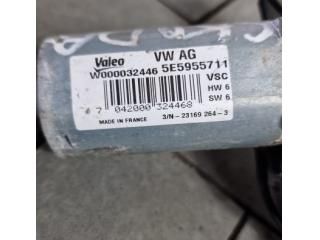 Valeo VW AG
W000032446 5E5955711
VSC
HW 6
SW 6
7 042000 324468
MADE IN FRANCE 3/N - 23169 264-3